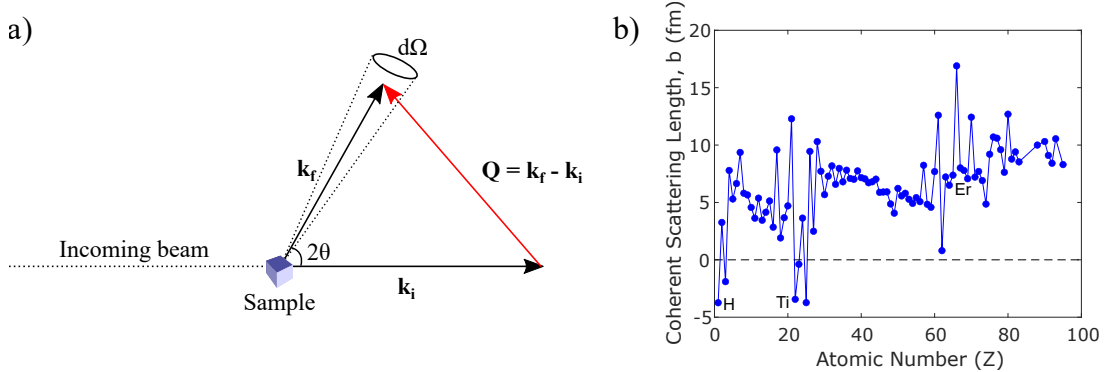 a)
dΩ
k_f
Q = k_f - k_i
Incoming beam
2θ
k_i
Sample
b)
Coherent Scattering Length, b (fm)
20
15
10
5
0
-5
H
Ti
Er
0
20
40
60
80
100
Atomic Number (Z)